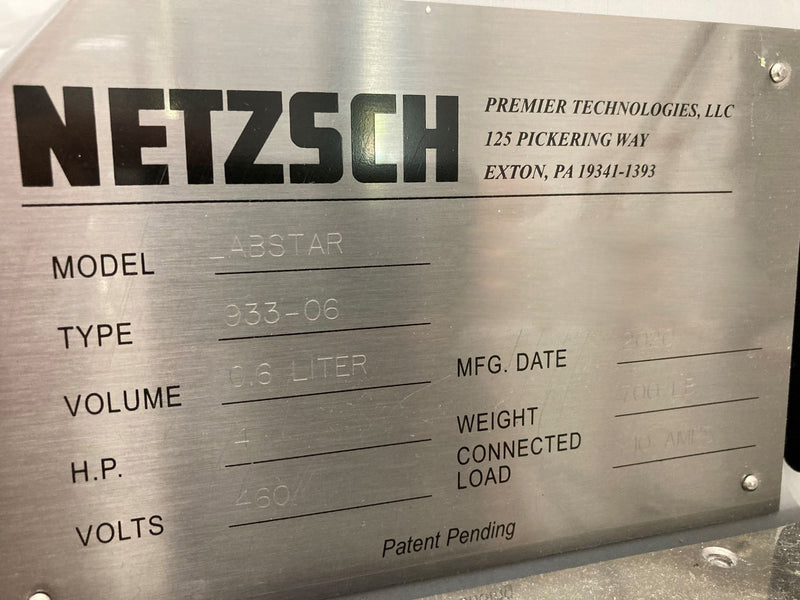 NETZSCH
PREMIER TECHNOLOGIES, LLC
125 PICKERING WAY
EXTON, PA 19341-1393
MODEL LABSTAR
TYPE 933-06
VOLUME 0.6 LITER
H.P. 4
VOLTS 460
MFG. DATE 2020
WEIGHT 700 LB
CONNECTED
LOAD 10 AMPS
Patent Pending